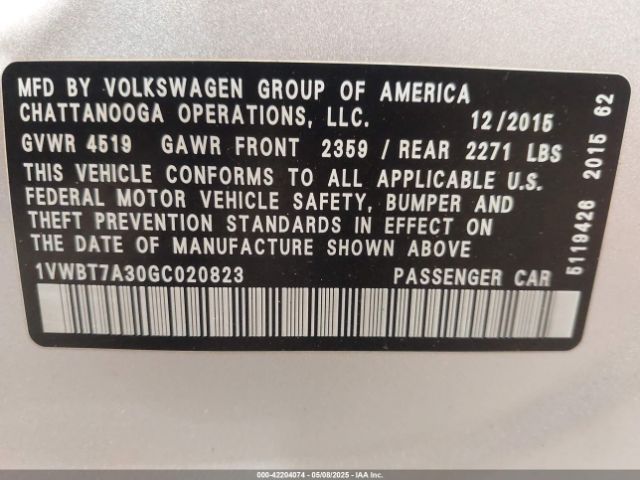 MFD BY VOLKSWAGEN GROUP OF AMERICA
CHATTANOOGA OPERATIONS, LLC. 12/2015
GVWR 4519 GAWR FRONT 2359 / REAR 2271 LBS
THIS VEHICLE CONFORMS TO ALL APPLICABLE U.S.
FEDERAL MOTOR VEHICLE SAFETY, BUMPER AND
THEFT PREVENTION STANDARDS IN EFFECT ON
THE DATE OF MANUFACTURE SHOWN ABOVE
1VWBT7A30GC020823 PASSENGER CAR
5119426 2015 62
000-42204074 - 05/08/2025 - IAA Inc.